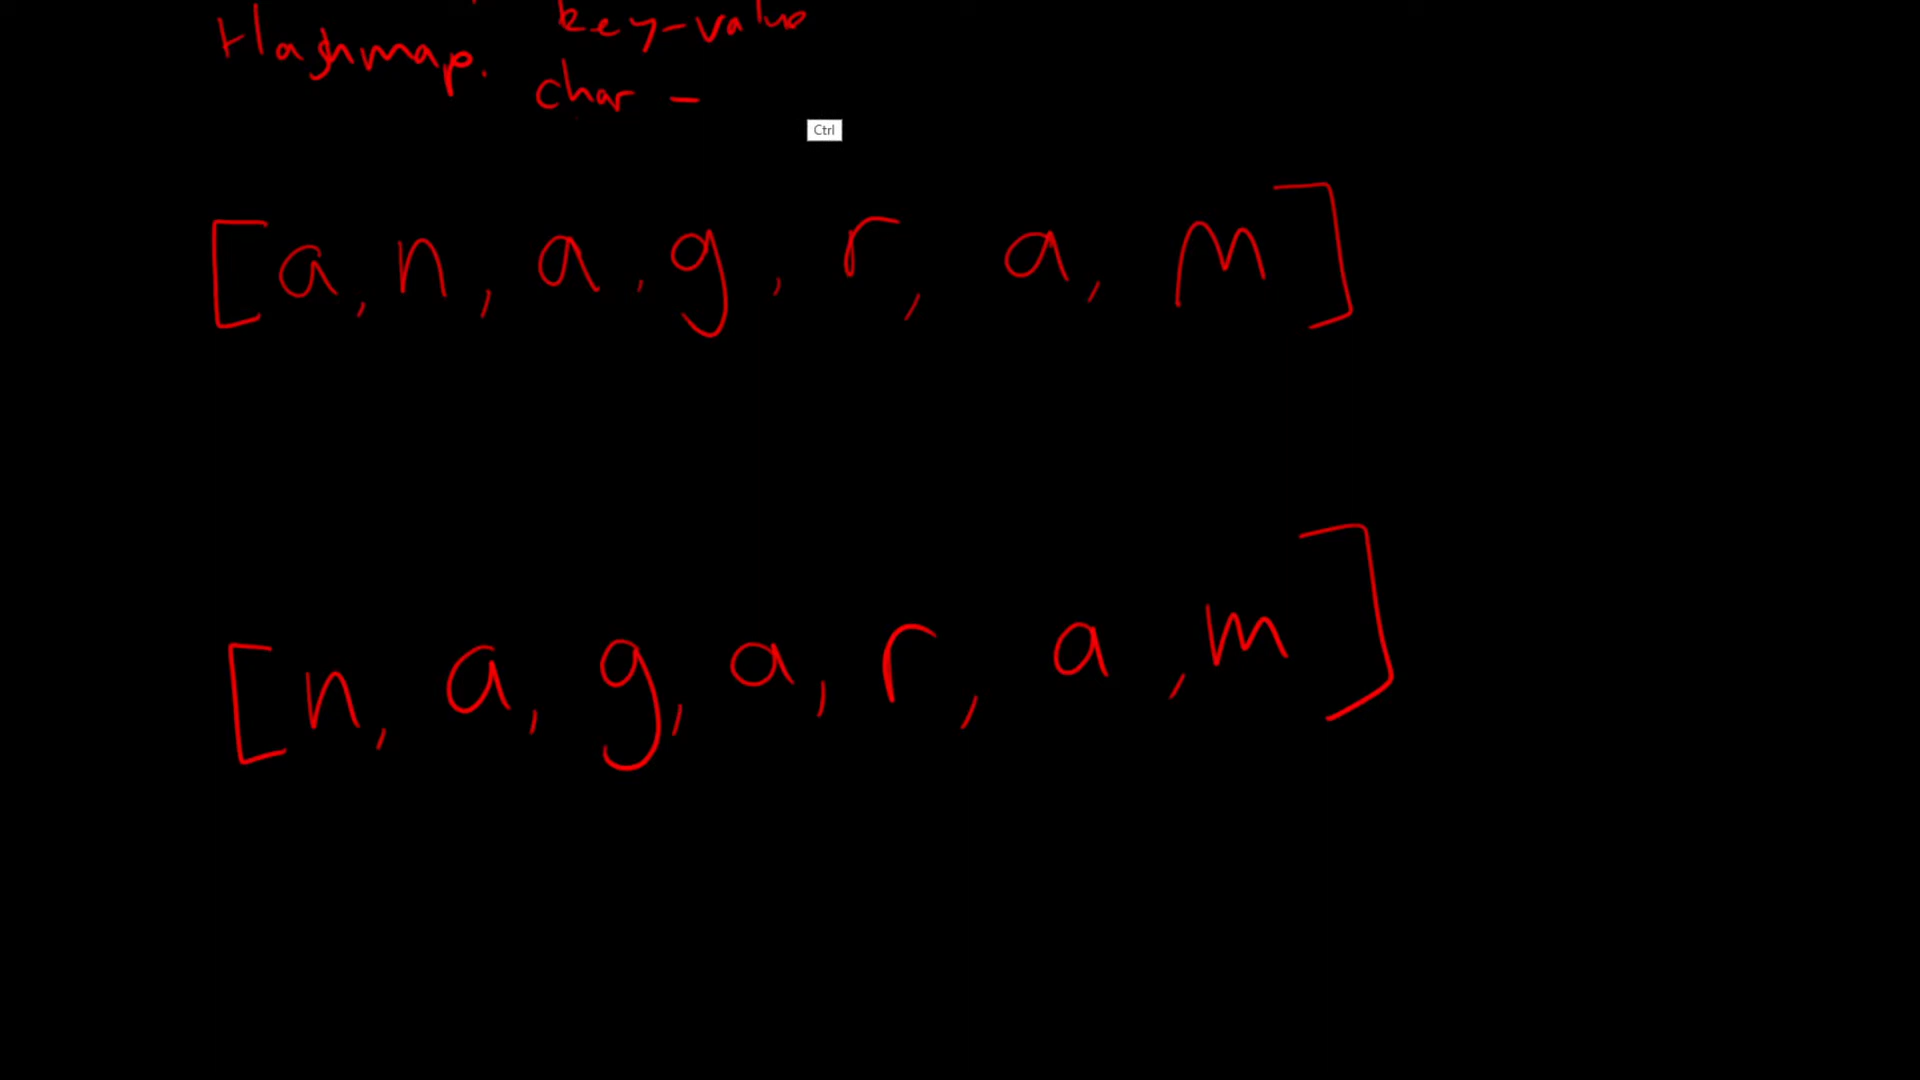 Hashmap. key-value
char -
Ctrl
[a, n, a, g, r, a, m]
[n, a, g, a, r, a, m]